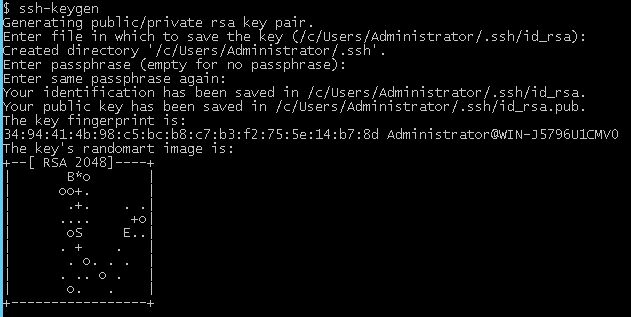 $ ssh-keygen
Generating public/private rsa key pair.
Enter file in which to save the key (/c/Users/Administrator/.ssh/id_rsa):
Created directory '/c/Users/Administrator/.ssh'.
Enter passphrase (empty for no passphrase):
Enter same passphrase again:
Your identification has been saved in /c/Users/Administrator/.ssh/id_rsa.
Your public key has been saved in /c/Users/Administrator/.ssh/id_rsa.pub.
The key fingerprint is:
34:94:41:4b:98:c5:bc:b8:c7:b3:f2:75:5e:14:b7:8d Administrator@WIN-J5796U1CMVO
The key's randomart image is:
+--[ RSA 2048]----+
|       B*o       |
|      oo+.       |
|       .+.    . .|
|      ....     +o|
|       oS     E..|
|      . +    .   |
|       . o. . .  |
|      . .. o .   |
|       o.   .    |
+-----------------+